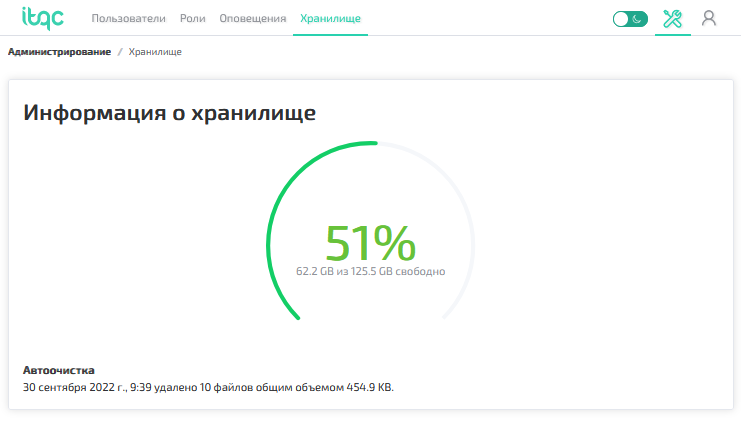 itqc
Пользователи Роли Оповещения Хранилище
Администрирование / Хранилище
Информация о хранилище
51%
62.2 GB из 125.5 GB свободно
Автоочистка
30 сентября 2022 г., 9:39 удалено 10 файлов общим объемом 454.9 KB.